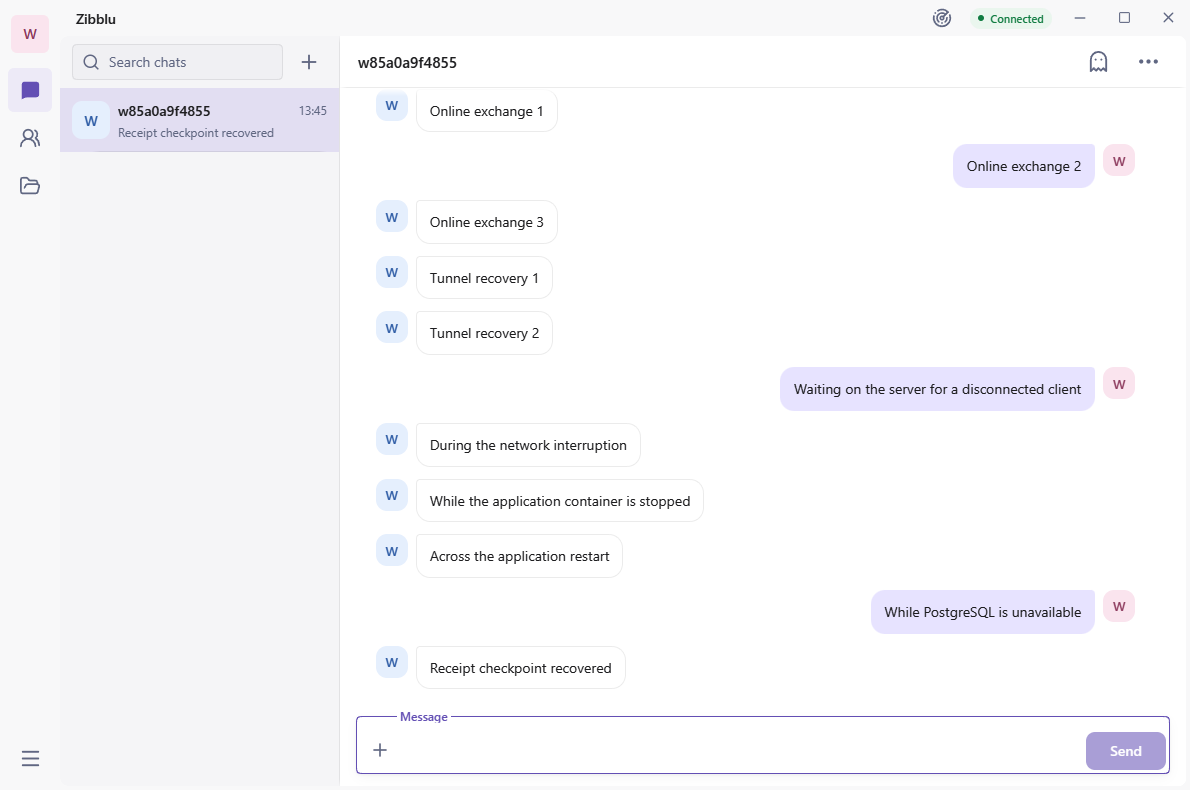 W
Zibblu
Connected
Search chats
W
w85a0a9f4855
13:45
Receipt checkpoint recovered
w85a0a9f4855
W
Online exchange 1
Online exchange 2
W
W
Online exchange 3
W
Tunnel recovery 1
W
Tunnel recovery 2
Waiting on the server for a disconnected client
W
W
During the network interruption
W
While the application container is stopped
W
Across the application restart
While PostgreSQL is unavailable
W
W
Receipt checkpoint recovered
Message
Send